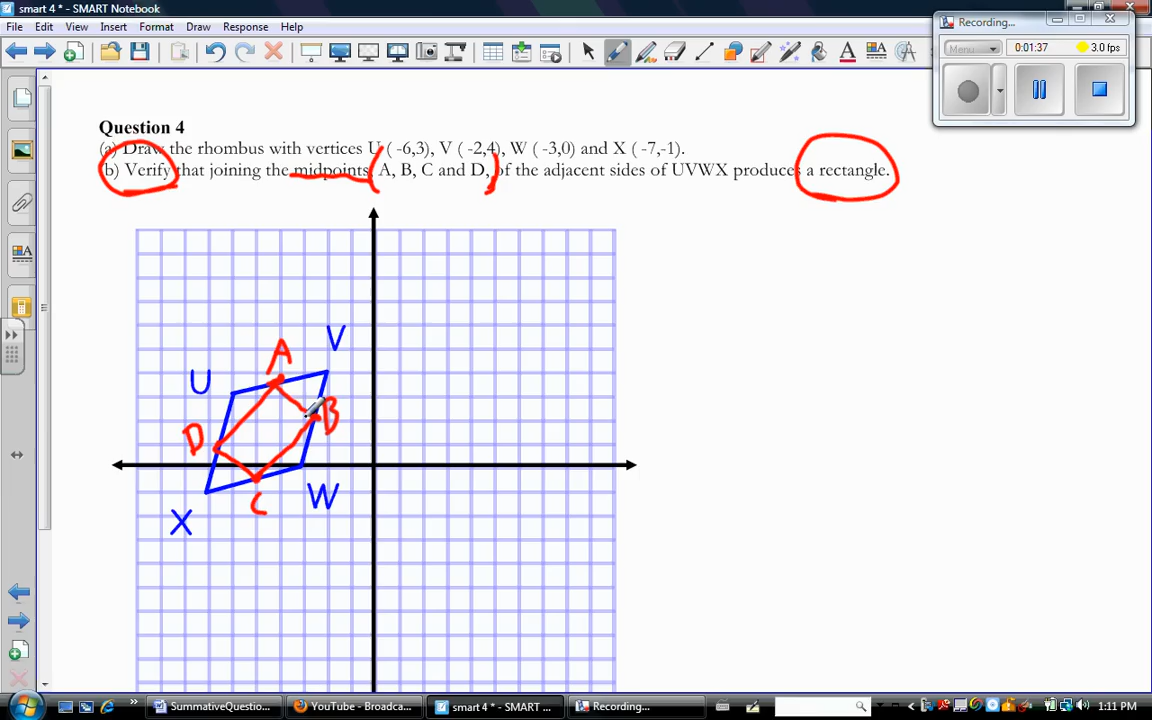 smart 4 * - SMART Notebook
File Edit View Insert Format Draw Response Help
Recording...
Menu 0:01:37 3.0 fps
Question 4
(a) Draw the rhombus with vertices U ( -6,3), V ( -2,4), W ( -3,0) and X ( -7,-1).
b) Verify that joining the midpoints, A, B, C and D, of the adjacent sides of UVWX produces a rectangle.
V
A
U
B
D
C
W
X
SummativeQuestio... YouTube - Broadca... smart 4 * - SMART ... Recording... 1:11 PM